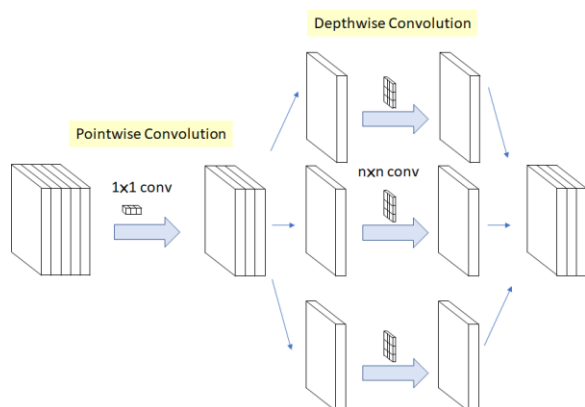 Depthwise Convolution
Pointwise Convolution
1x1 conv
nxn conv